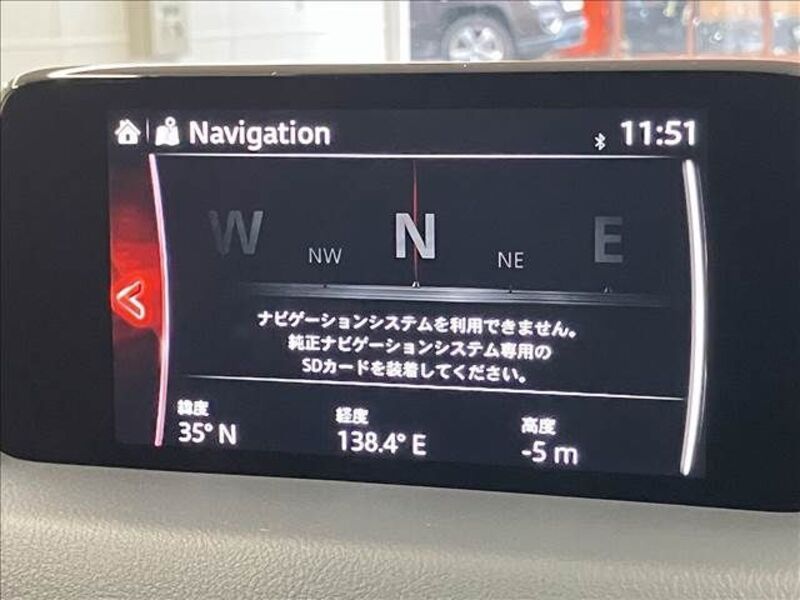 Navigation
11:51
W NW N NE E
ナビゲーションシステムを利用できません。
純正ナビゲーションシステム専用の
SDカードを装着してください。
緯度 経度 高度
35° N 138.4° E -5 m